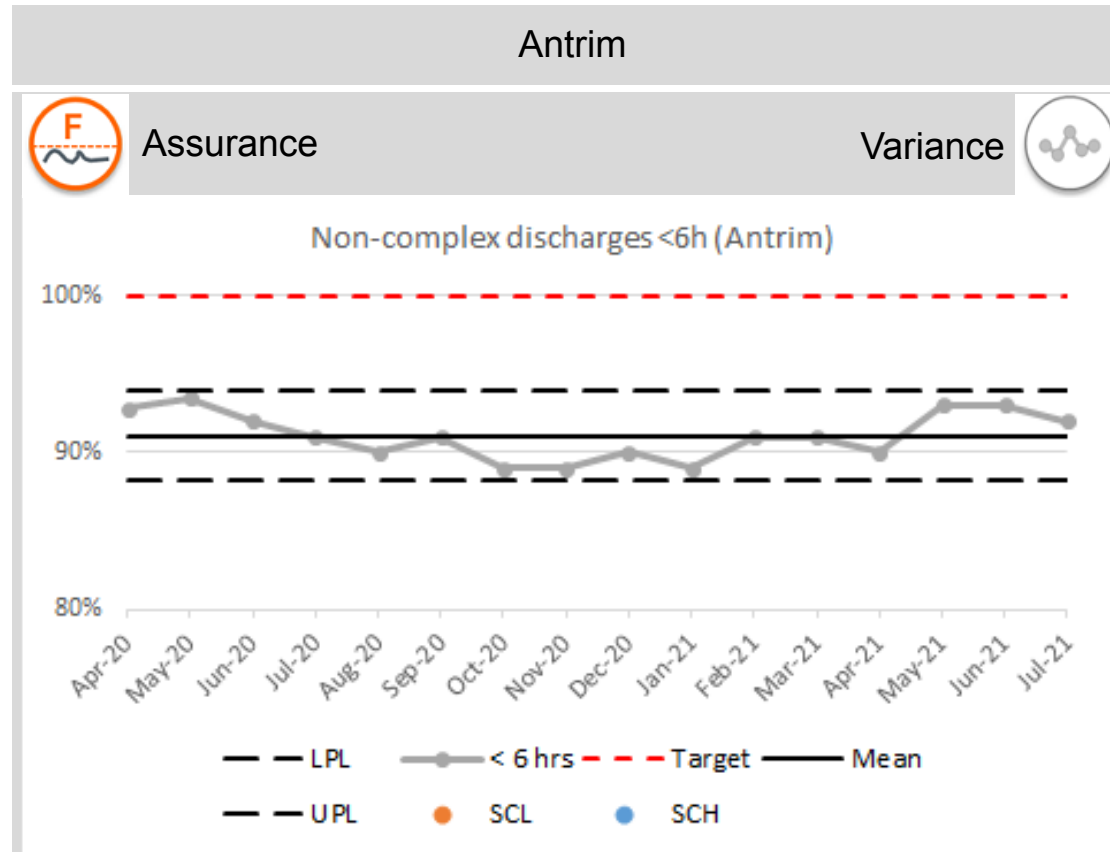 Antrim
F
Assurance
Variance
Non-complex discharges <6h (Antrim)
100%
90%
80%
Apr-20 May-20 Jun-20 Jul-20 Aug-20 Sep-20 Oct-20 Nov-20 Dec-20 Jan-21 Feb-21 Mar-21 Apr-21 May-21 Jun-21 Jul-21
LPL < 6 hrs Target Mean
UPL SCL SCH